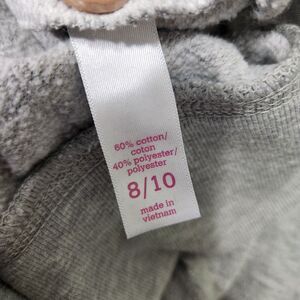 60% cotton/
coton
40% polyester/
polyester
8/10
made in
vietnam